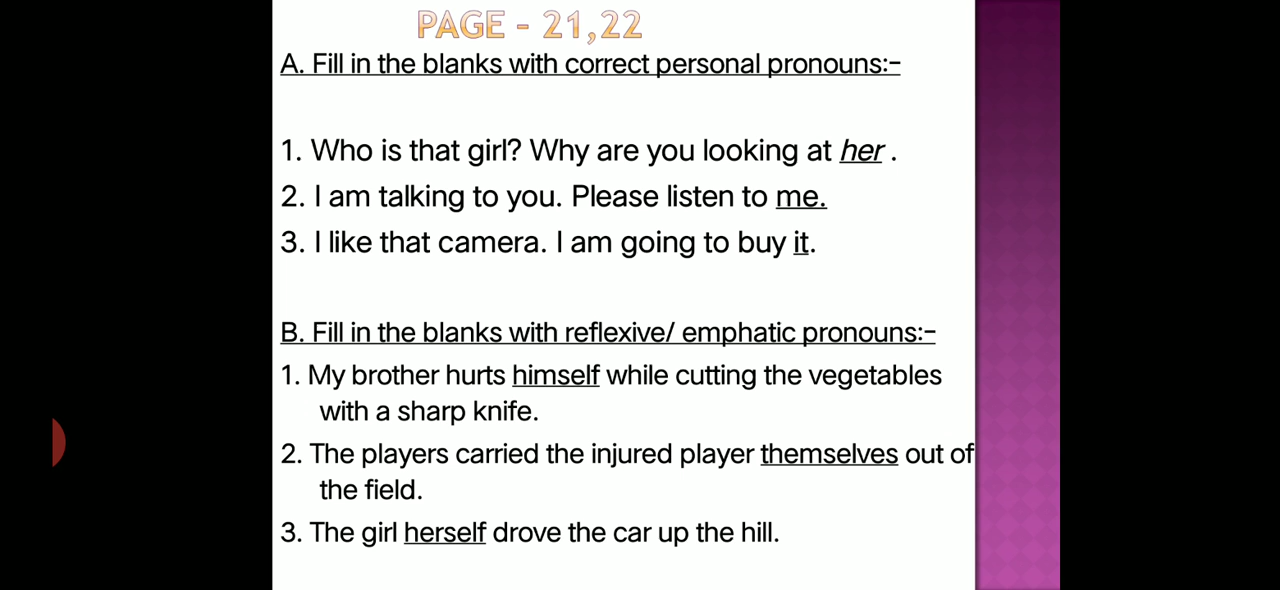 PAGE - 21,22
A. Fill in the blanks with correct personal pronouns:-
1. Who is that girl? Why are you looking at her .
2. I am talking to you. Please listen to me.
3. I like that camera. I am going to buy it.
B. Fill in the blanks with reflexive/ emphatic pronouns:-
1. My brother hurts himself while cutting the vegetables
with a sharp knife.
2. The players carried the injured player themselves out of
the field.
3. The girl herself drove the car up the hill.